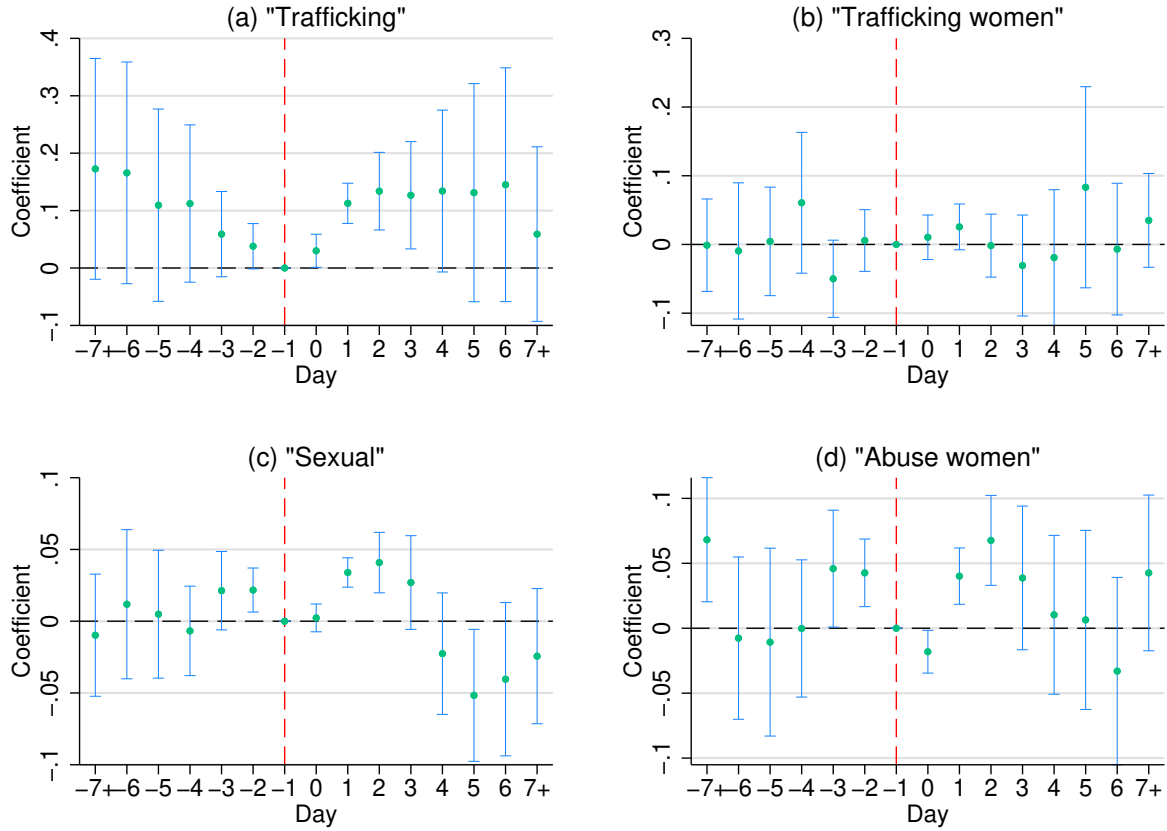 (a) "Trafficking"
Coefficient
.4
.3
.2
.1
0
-.1
−7+ −6 −5 −4 −3 −2 −1 0 1 2 3 4 5 6 7+
Day
(b) "Trafficking women"
Coefficient
.3
.2
.1
0
-.1
−7+ −6 −5 −4 −3 −2 −1 0 1 2 3 4 5 6 7+
Day
(c) "Sexual"
Coefficient
.1
.05
0
-.05
-.1
−7+ −6 −5 −4 −3 −2 −1 0 1 2 3 4 5 6 7+
Day
(d) "Abuse women"
Coefficient
.1
.05
0
-.05
-.1
−7+ −6 −5 −4 −3 −2 −1 0 1 2 3 4 5 6 7+
Day